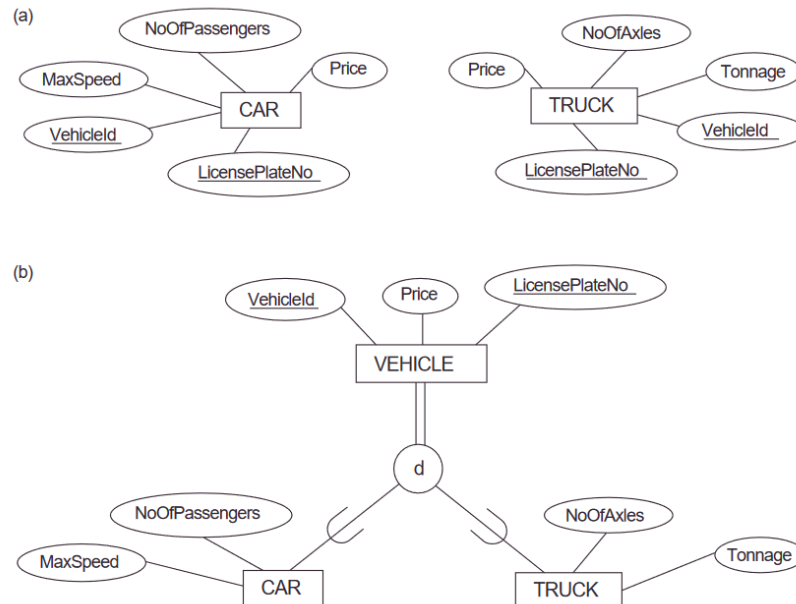 (a)
NoOfPassengers
NoOfAxles
MaxSpeed
Price
Price
Tonnage
CAR
TRUCK
VehicleId
VehicleId
LicensePlateNo
LicensePlateNo
(b)
VehicleId
Price
LicensePlateNo
VEHICLE
d
NoOfPassengers
NoOfAxles
MaxSpeed
Tonnage
CAR
TRUCK